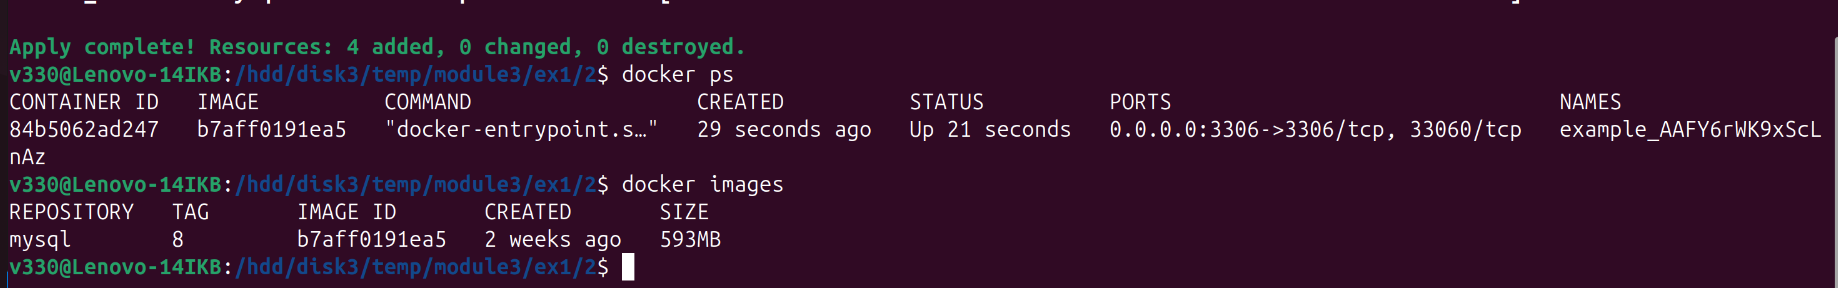 Apply complete! Resources: 4 added, 0 changed, 0 destroyed.
v330@Lenovo-14IKB:/hdd/disk3/temp/module3/ex1/2$ docker ps
CONTAINER ID   IMAGE          COMMAND                  CREATED          STATUS          PORTS                               NAMES
84b5062ad247   b7aff0191ea5   "docker-entrypoint.s…"   29 seconds ago   Up 21 seconds   0.0.0.0:3306->3306/tcp, 33060/tcp   example_AAFY6rWK9xScL
nAz
v330@Lenovo-14IKB:/hdd/disk3/temp/module3/ex1/2$ docker images
REPOSITORY   TAG       IMAGE ID       CREATED       SIZE
mysql        8         b7aff0191ea5   2 weeks ago   593MB
v330@Lenovo-14IKB:/hdd/disk3/temp/module3/ex1/2$